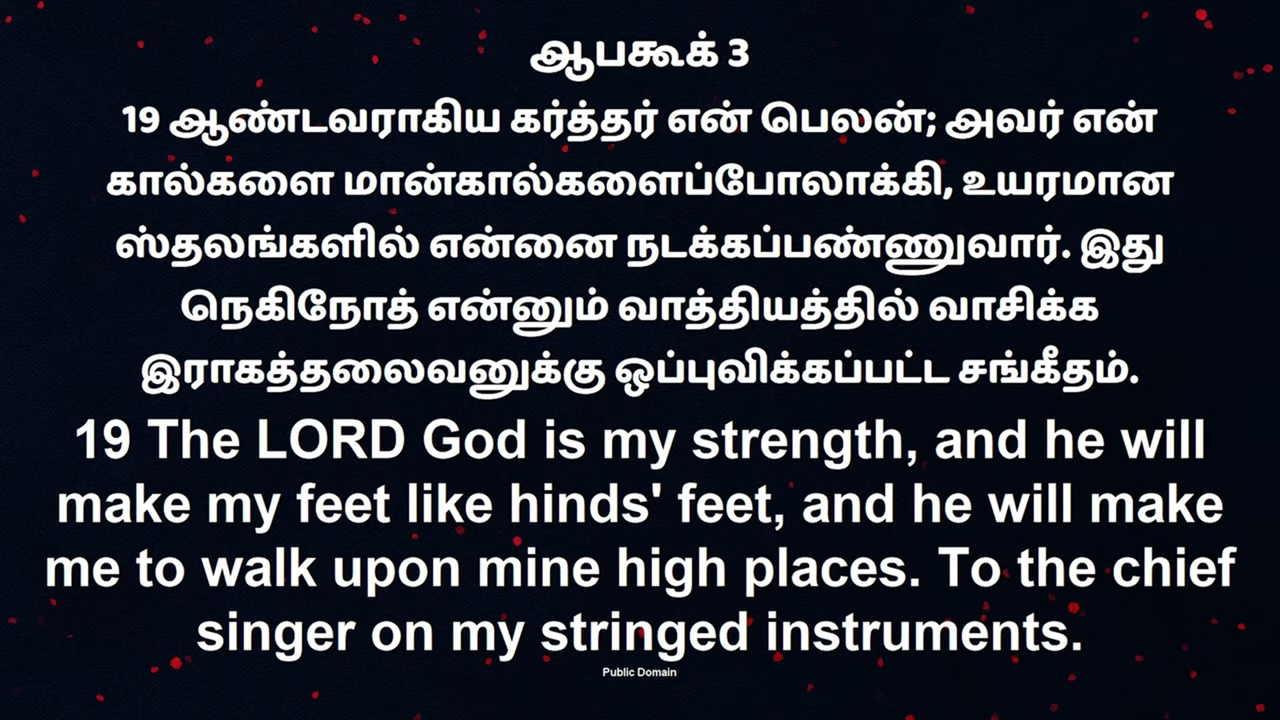 ஆபகூக் 3
19 ஆண்டவராகிய கர்த்தர் என் பெலன்; அவர் என்
கால்களை மான்கால்களைப்போலாக்கி, உயரமான
ஸ்தலங்களில் என்னை நடக்கப்பண்ணுவார். இது
நெகிநோத் என்னும் வாத்தியத்தில் வாசிக்க
இராகத்தலைவனுக்கு ஒப்புவிக்கப்பட்ட சங்கீதம்.
19 The LORD God is my strength, and he will
make my feet like hinds' feet, and he will make
me to walk upon mine high places. To the chief
singer on my stringed instruments.
Public Domain